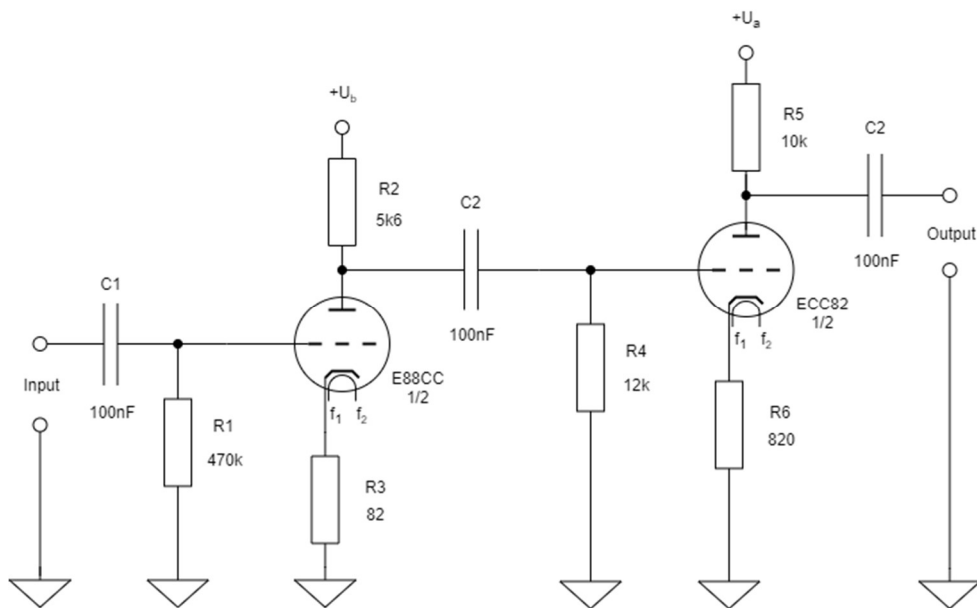 +Uₐ
+U_b
R5
10k
C2
R2
5k6
C2
Output
100nF
C1
ECC82
1/2
f₁ f₂
100nF
R4
12k
Input
E88CC
1/2
f₁ f₂
100nF
R1
470k
R6
820
R3
82